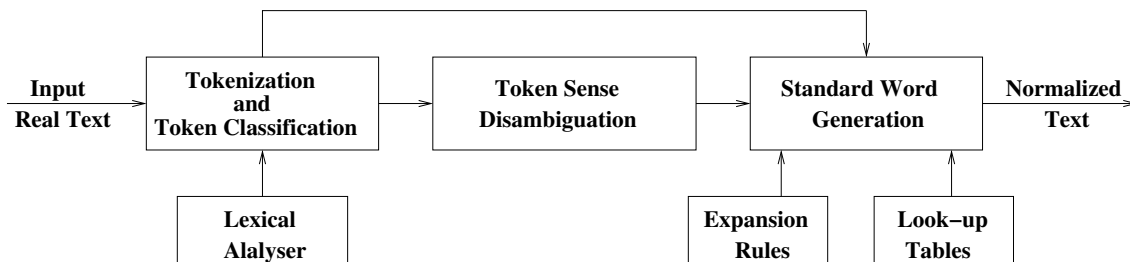 Input
Real Text
Tokenization
and
Token Classification
Token Sense
Disambiguation
Standard Word
Generation
Normalized
Text
Lexical
Alalyser
Expansion
Rules
Look-up
Tables